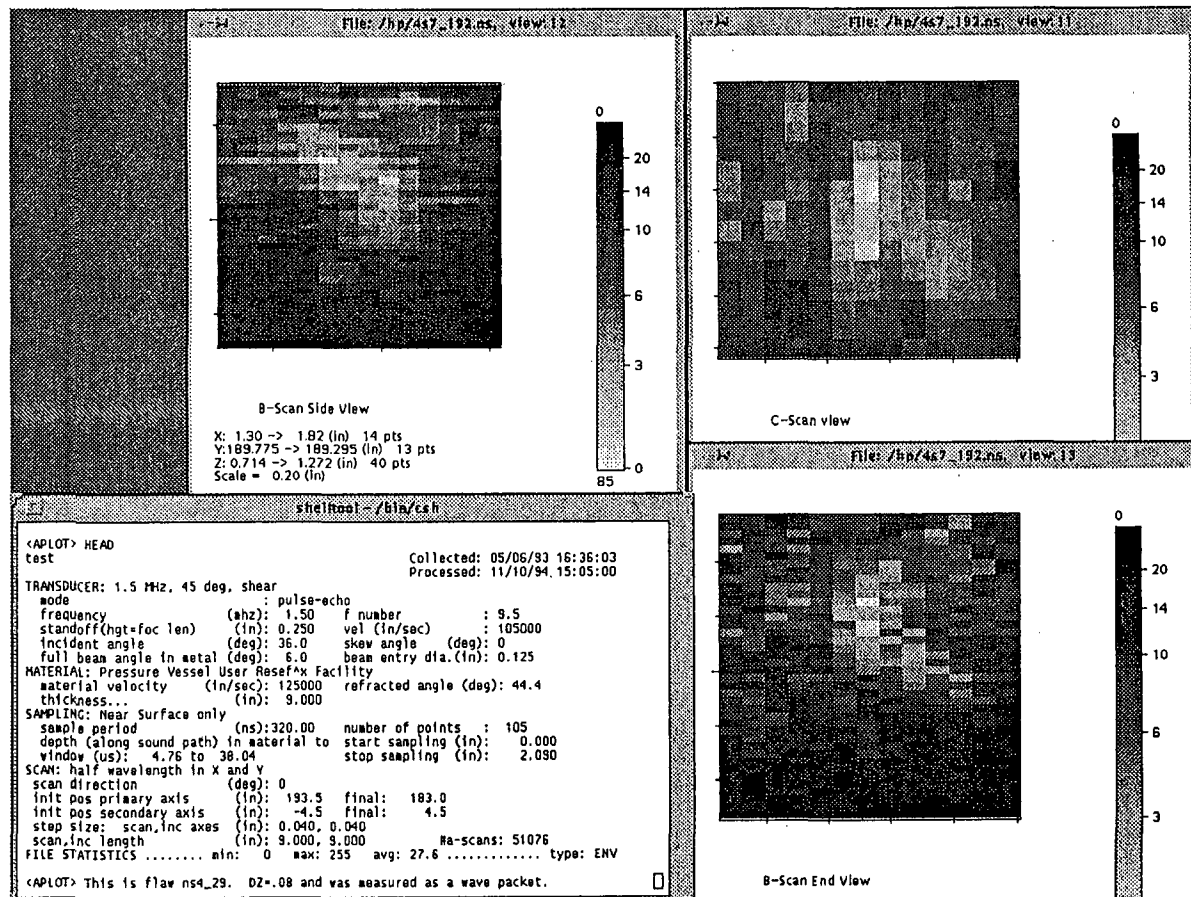 File: /hp/4s7_192.ns, view:12
0
20
14
10
6
3
0
85
B-Scan Side View
X: 1.30 -> 1.82 (in) 14 pts
Y:189.775 -> 189.295 (in) 13 pts
Z: 0.714 -> 1.272 (in) 40 pts
Scale = 0.20 (in)
File: /hp/4s7_192.ns, view:11
0
20
14
10
6
3
C-Scan view
File: /hp/4s7_192.ns, view:13
0
20
14
10
6
3
B-Scan End View
shelltool - /bin/csh
<APLOT> HEAD
test Collected: 05/06/93 16:36:03
Processed: 11/10/94 15:05:00
TRANSDUCER: 1.5 MHz, 45 deg, shear
mode : pulse-echo
frequency (mhz): 1.50 f number : 9.5
standoff(hgt=foc len) (in): 0.250 vel (in/sec) : 105000
incident angle (deg): 36.0 skew angle (deg): 0
full beam angle in metal (deg): 6.0 beam entry dia.(in): 0.125
MATERIAL: Pressure Vessel User Resef^x Facility
material velocity (in/sec): 125000 refracted angle (deg): 44.4
thickness... (in): 9.000
SAMPLING: Near Surface only
sample period (ns):320.00 number of points : 105
depth (along sound path) in material to start sampling (in): 0.000
window (us): 4.76 to 38.04 stop sampling (in): 2.090
SCAN: half wavelength in X and Y
scan direction (deg): 0
init pos primary axis (in): 193.5 final: 183.0
init pos secondary axis (in): -4.5 final: 4.5
step size: scan,inc axes (in): 0.040, 0.040
scan,inc length (in): 9.000, 9.000 #a-scans: 51076
FILE STATISTICS ........ min: 0 max: 255 avg: 27.6 ............. type: ENV
<APLOT> This is flaw ns4_29. DZ=.08 and was measured as a wave packet.